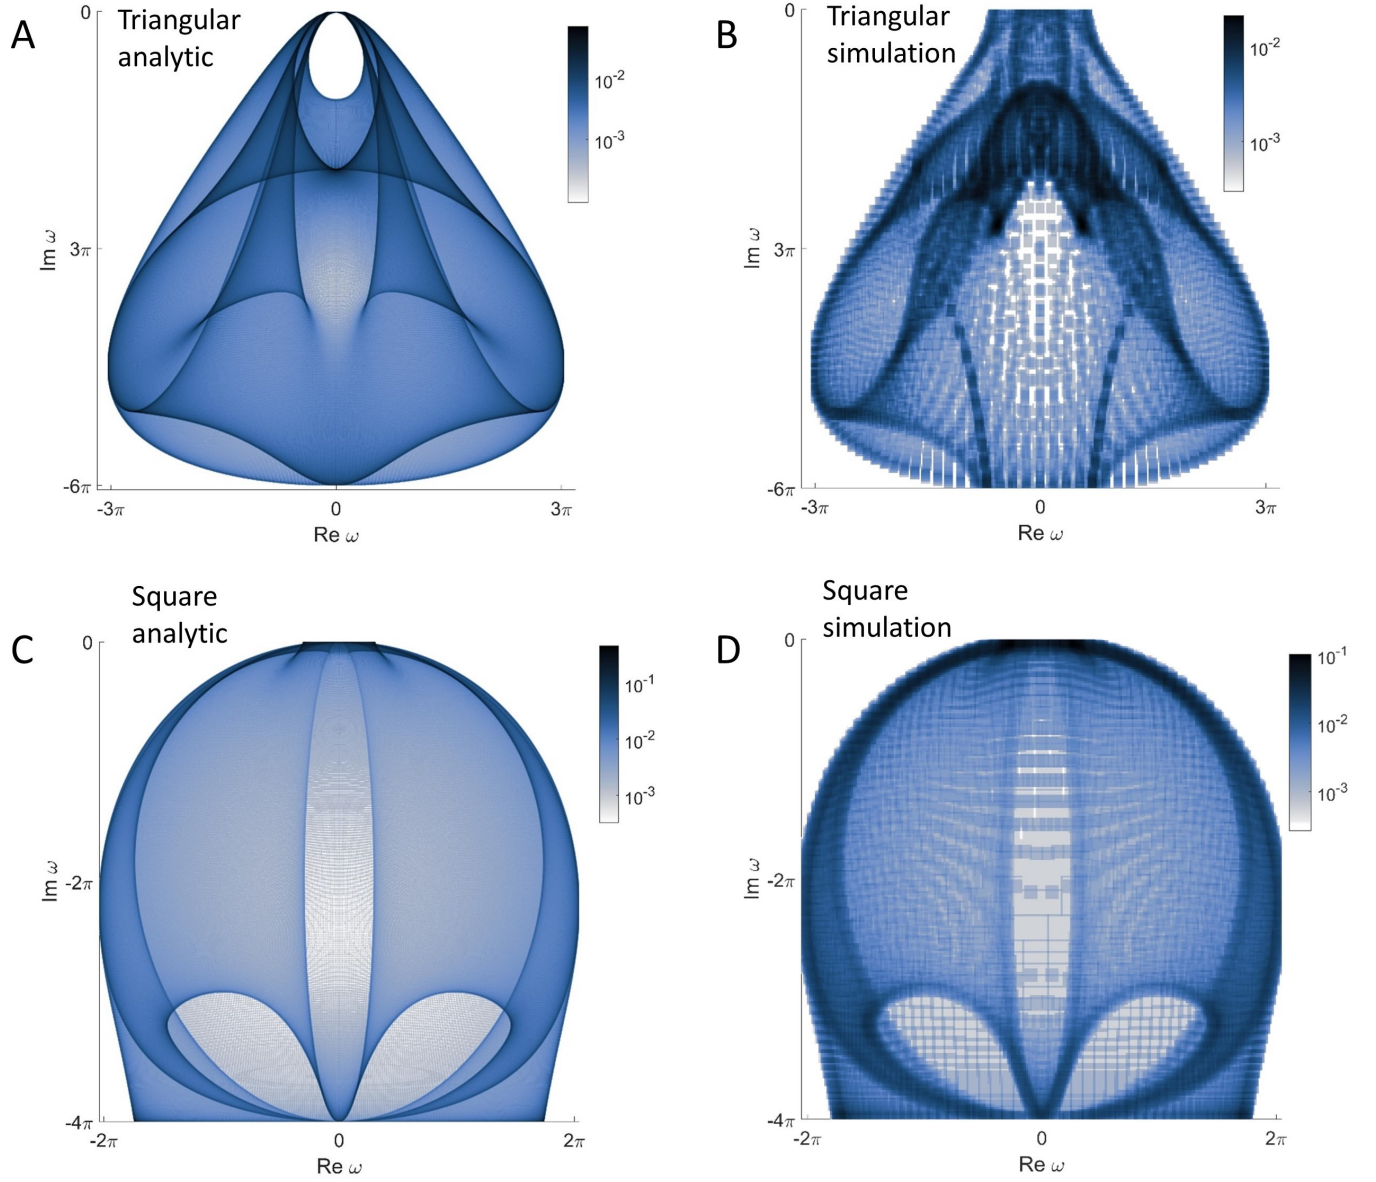 A
Triangular
analytic
0
3π
-6π
Im ω
-3π
0
3π
Re ω
10-2
10-3
B
Triangular
simulation
0
3π
-6π
Im ω
-3π
0
3π
Re ω
10-2
10-3
C
Square
analytic
0
-2π
-4π
Im ω
-2π
0
2π
Re ω
10-1
10-2
10-3
D
Square
simulation
0
-2π
-4π
Im ω
-2π
0
2π
Re ω
10-1
10-2
10-3